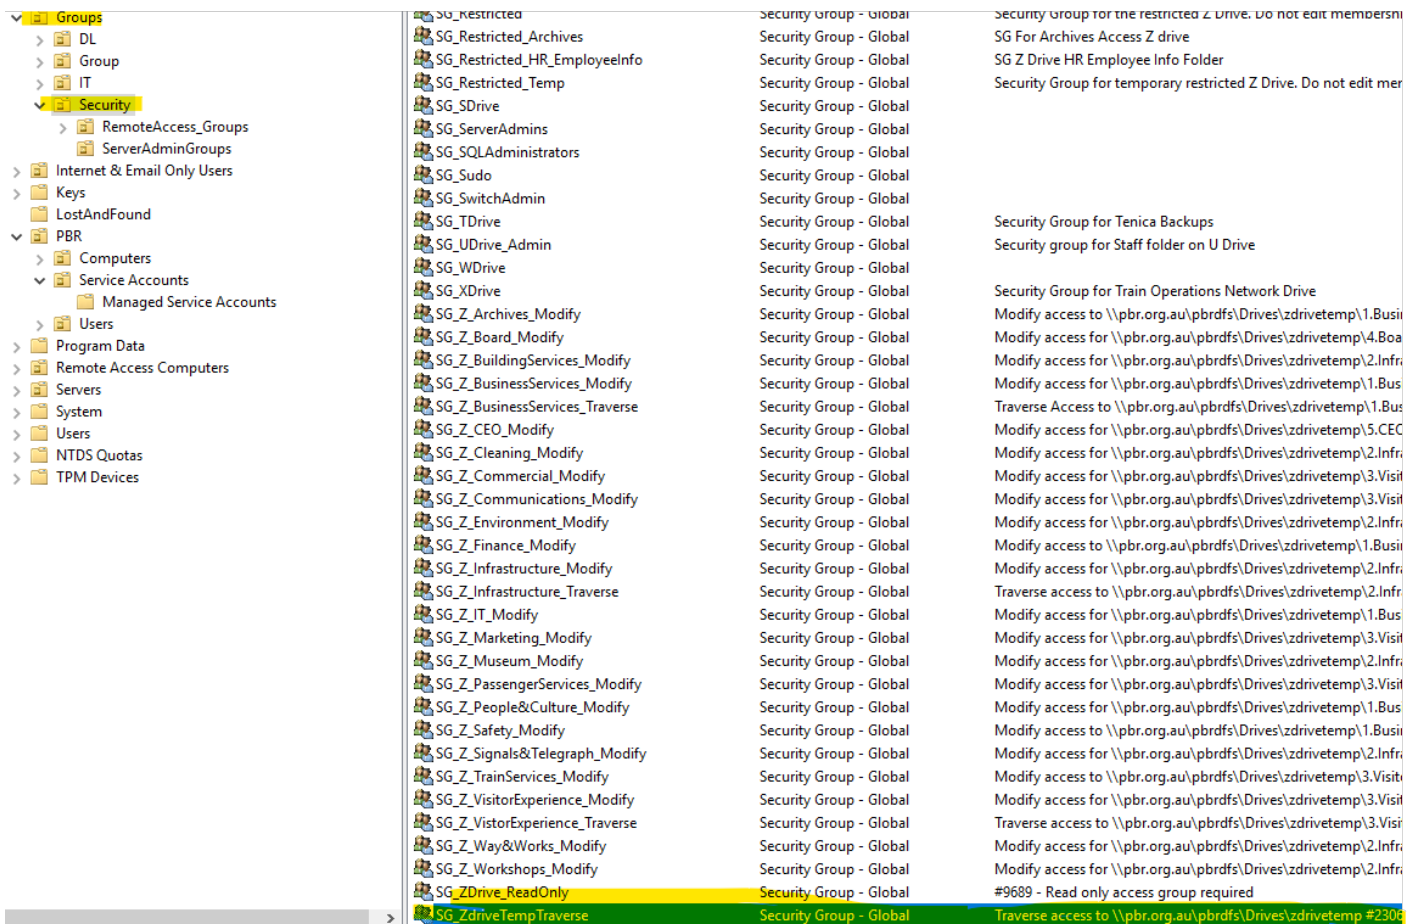 Groups
DL
Group
IT
Security
RemoteAccess_Groups
ServerAdminGroups
Internet & Email Only Users
Keys
LostAndFound
PBR
Computers
Service Accounts
Managed Service Accounts
Users
Program Data
Remote Access Computers
Servers
System
Users
NTDS Quotas
TPM Devices
SG_Restricted Security Group - Global Security Group for the restricted Z Drive. Do not edit membershi
SG_Restricted_Archives Security Group - Global SG For Archives Access Z drive
SG_Restricted_HR_EmployeeInfo Security Group - Global SG Z Drive HR Employee Info Folder
SG_Restricted_Temp Security Group - Global Security Group for temporary restricted Z Drive. Do not edit mer
SG_SDrive Security Group - Global
SG_ServerAdmins Security Group - Global
SG_SQLAdministrators Security Group - Global
SG_Sudo Security Group - Global
SG_SwitchAdmin Security Group - Global
SG_TDrive Security Group - Global Security Group for Tenica Backups
SG_UDrive_Admin Security Group - Global Security group for Staff folder on U Drive
SG_WDrive Security Group - Global
SG_XDrive Security Group - Global Security Group for Train Operations Network Drive
SG_Z_Archives_Modify Security Group - Global Modify access to \\pbr.org.au\pbrdfs\Drives\zdrivetemp\1.Busi
SG_Z_Board_Modify Security Group - Global Modify access for \\pbr.org.au\pbrdfs\Drives\zdrivetemp\4.Boa
SG_Z_BuildingServices_Modify Security Group - Global Modify access for \\pbr.org.au\pbrdfs\Drives\zdrivetemp\2.Infr
SG_Z_BusinessServices_Modify Security Group - Global Modify access for \\pbr.org.au\pbrdfs\Drives\zdrivetemp\1.Bus
SG_Z_BusinessServices_Traverse Security Group - Global Traverse Access to \\pbr.org.au\pbrdfs\Drives\zdrivetemp\1.Bus
SG_Z_CEO_Modify Security Group - Global Modify access for \\pbr.org.au\pbrdfs\Drives\zdrivetemp\5.CEO
SG_Z_Cleaning_Modify Security Group - Global Modify access for \\pbr.org.au\pbrdfs\Drives\zdrivetemp\2.Infr
SG_Z_Commercial_Modify Security Group - Global Modify access for \\pbr.org.au\pbrdfs\Drives\zdrivetemp\3.Visit
SG_Z_Communications_Modify Security Group - Global Modify access for \\pbr.org.au\pbrdfs\Drives\zdrivetemp\3.Visit
SG_Z_Environment_Modify Security Group - Global Modify access for \\pbr.org.au\pbrdfs\Drives\zdrivetemp\2.Infr
SG_Z_Finance_Modify Security Group - Global Modify access to \\pbr.org.au\pbrdfs\Drives\zdrivetemp\1.Busi
SG_Z_Infrastructure_Modify Security Group - Global Modify access for \\pbr.org.au\pbrdfs\Drives\zdrivetemp\2.Infr
SG_Z_Infrastructure_Traverse Security Group - Global Traverse access to \\pbr.org.au\pbrdfs\Drives\zdrivetemp\2.Infr
SG_Z_IT_Modify Security Group - Global Modify access for \\pbr.org.au\pbrdfs\Drives\zdrivetemp\1.Bus
SG_Z_Marketing_Modify Security Group - Global Modify access for \\pbr.org.au\pbrdfs\Drives\zdrivetemp\3.Visit
SG_Z_Museum_Modify Security Group - Global Modify access for \\pbr.org.au\pbrdfs\Drives\zdrivetemp\2.Infr
SG_Z_PassengerServices_Modify Security Group - Global Modify access for \\pbr.org.au\pbrdfs\Drives\zdrivetemp\3.Visit
SG_Z_People&Culture_Modify Security Group - Global Modify access for \\pbr.org.au\pbrdfs\Drives\zdrivetemp\1.Bus
SG_Z_Safety_Modify Security Group - Global Modify access to \\pbr.org.au\pbrdfs\Drives\zdrivetemp\1.Busi
SG_Z_Signals&Telegraph_Modify Security Group - Global Modify access for \\pbr.org.au\pbrdfs\Drives\zdrivetemp\2.Infr
SG_Z_TrainServices_Modify Security Group - Global Modify access to \\pbr.org.au\pbrdfs\Drives\zdrivetemp\3.Visit
SG_Z_VisitorExperience_Modify Security Group - Global Modify access for \\pbr.org.au\pbrdfs\Drives\zdrivetemp\3.Visit
SG_Z_VistorExperience_Traverse Security Group - Global Traverse access to \\pbr.org.au\pbrdfs\Drives\zdrivetemp\3.Visi
SG_Z_Way&Works_Modify Security Group - Global Modify access for \\pbr.org.au\pbrdfs\Drives\zdrivetemp\2.Infr
SG_Z_Workshops_Modify Security Group - Global Modify access for \\pbr.org.au\pbrdfs\Drives\zdrivetemp\2.Infr
SG_ZDrive_ReadOnly Security Group - Global #9689 - Read only access group required
SG_ZdriveTempTraverse Security Group - Global Traverse access to \\pbr.org.au\pbrdfs\Drives\zdrivetemp #2306